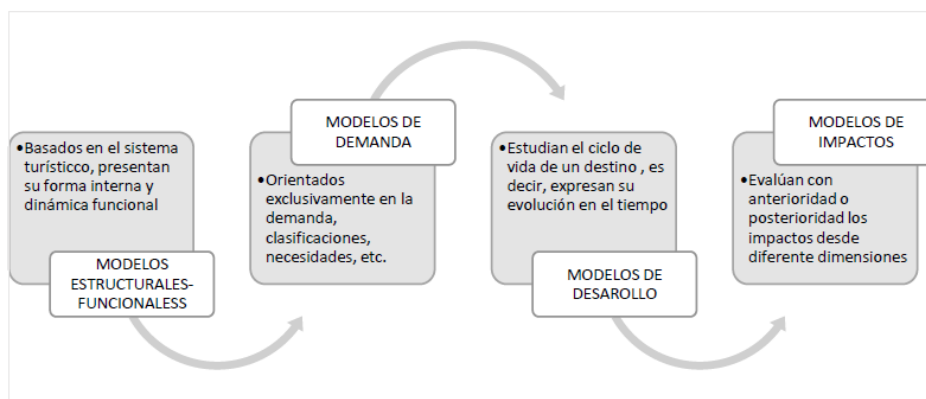 •Basados en el sistema
turísticco, presentan
su forma interna y
dinámica funcional
MODELOS
ESTRUCTURALES-
FUNCIONALESS
MODELOS DE
DEMANDA
•Orientados
exclusivamente en la
demanda,
clasificaciones,
necesidades, etc.
•Estudian el ciclo de
vida de un destino , es
decir, expresan su
evolución en el tiempo
MODELOS DE
DESAROLLO
MODELOS DE
IMPACTOS
•Evalúan con
anterioridad o
posterioridad los
impactos desde
diferente dimensiones